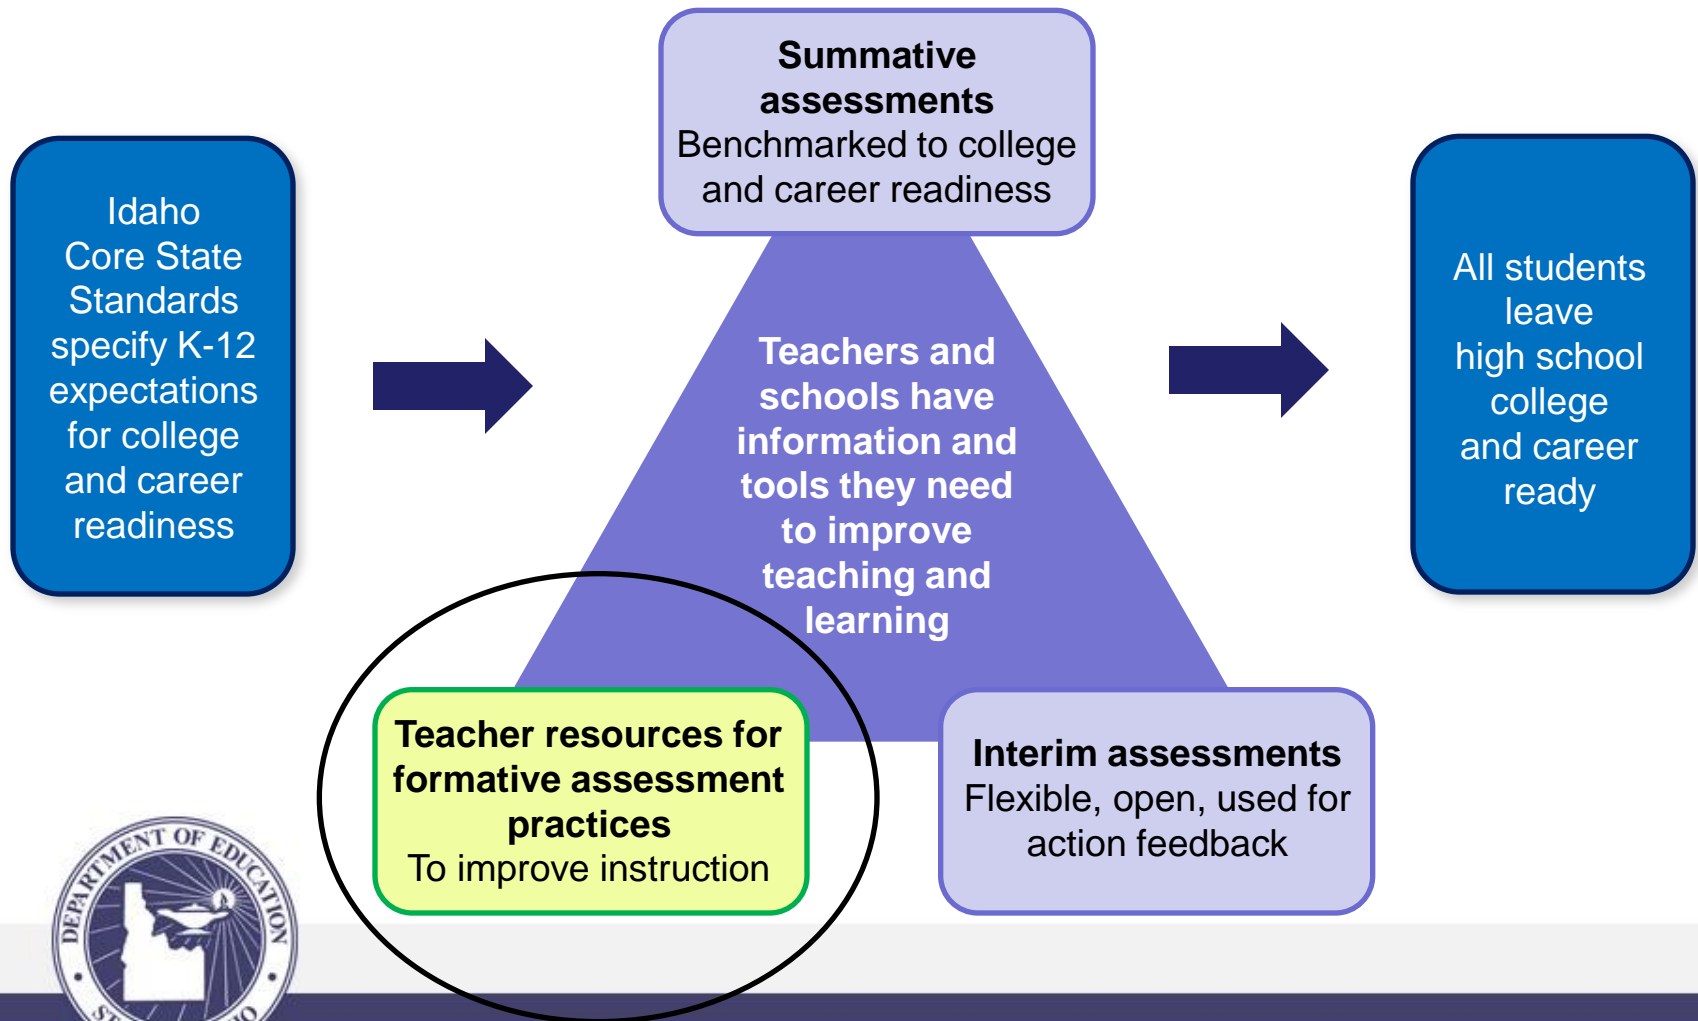 Summative
assessments
Benchmarked to college
and career readiness
Idaho
Core State
Standards
specify K-12
expectations
for college
and career
readiness
Teachers and
schools have
information and
tools they need
to improve
teaching and
learning
All students
leave
high school
college
and career
ready
Teacher resources for
formative assessment
practices
To improve instruction
Interim assessments
Flexible, open, used for
action feedback
DEPARTMENT OF EDUCATION